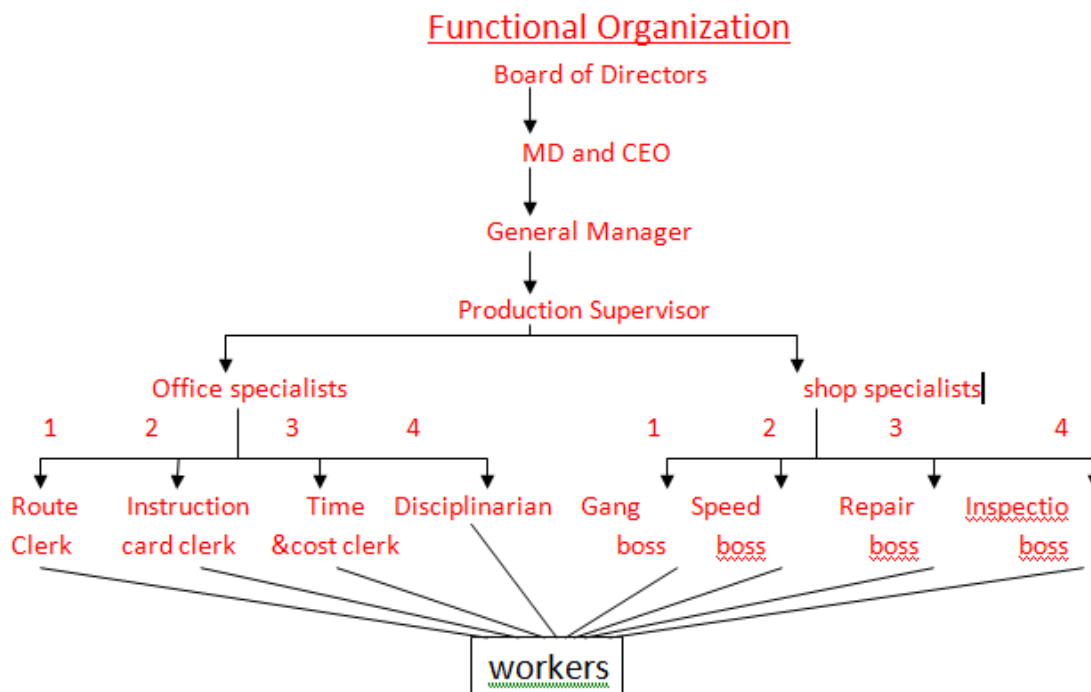 Functional Organization
Board of Directors
MD and CEO
General Manager
Production Supervisor
Office specialists shop specialists
1 2 3 4 1 2 3 4
Route Instruction Time Disciplinarian Gang Speed Repair Inspectio
Clerk card clerk &cost clerk boss boss boss boss
workers